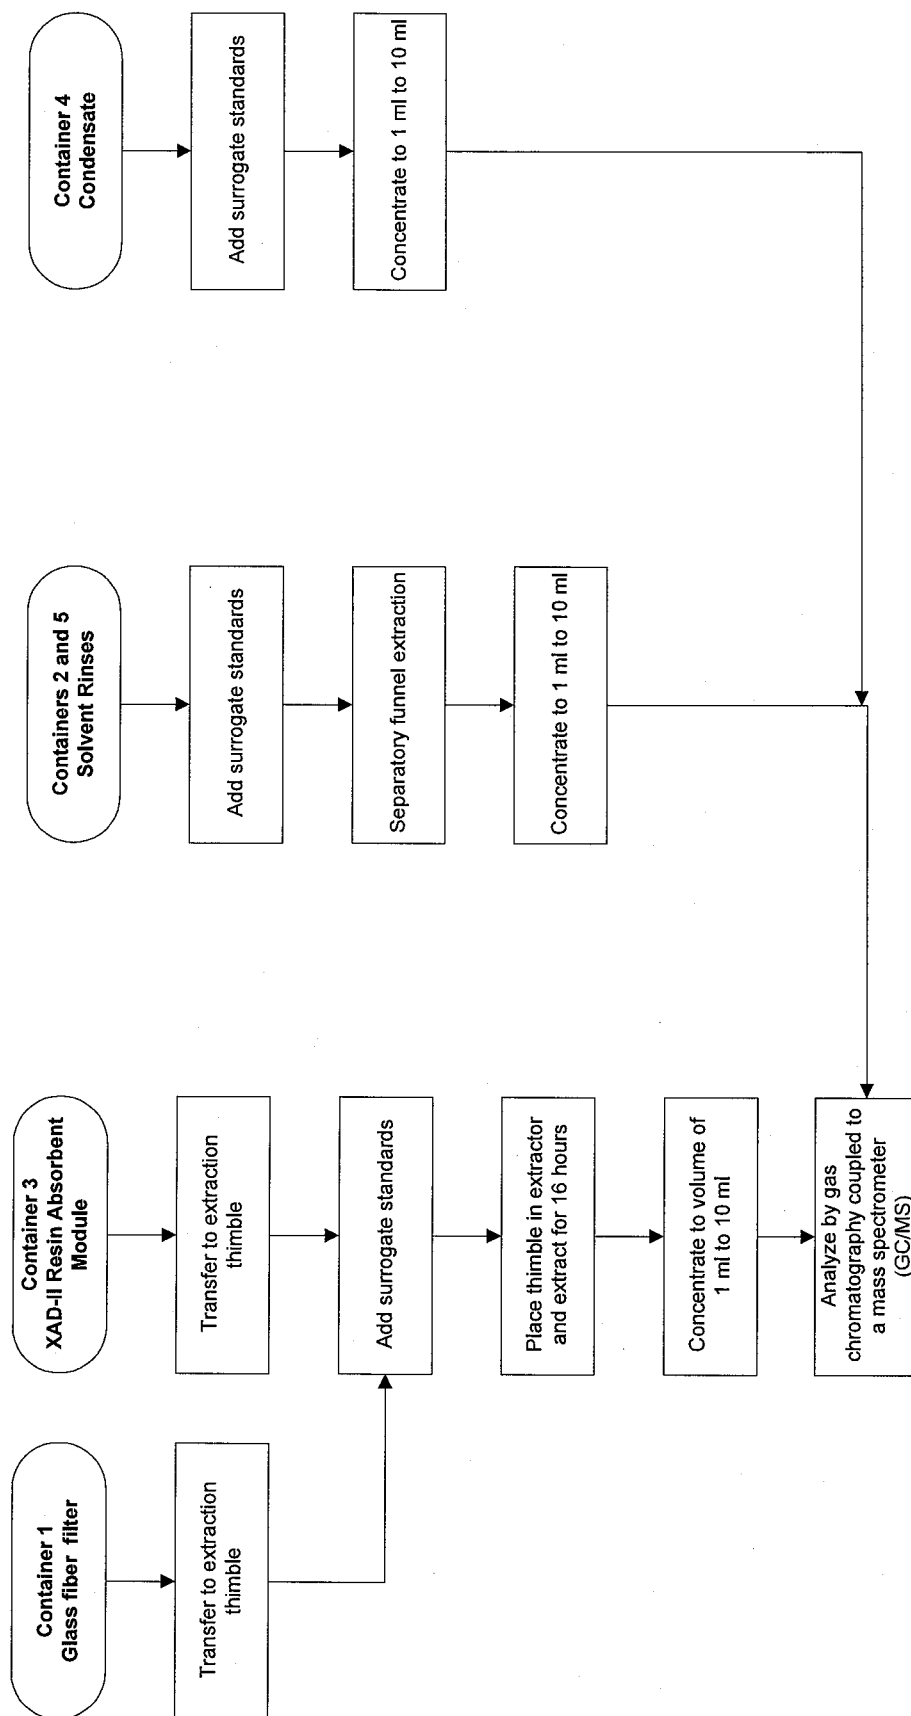 Container 1
Glass fiber filter
Transfer to extraction
thimble
Container 3
XAD-II Resin Absorbent
Module
Transfer to extraction
thimble
Add surrogate standards
Place thimble in extractor
and extract for 16 hours
Concentrate to volume of
1 ml to 10 ml
Analyze by gas
chromatography coupled to
a mass spectrometer
(GC/MS)
Containers 2 and 5
Solvent Rinses
Add surrogate standards
Separatory funnel extraction
Concentrate to 1 ml to 10 ml
Container 4
Condensate
Add surrogate standards
Concentrate to 1 ml to 10 ml